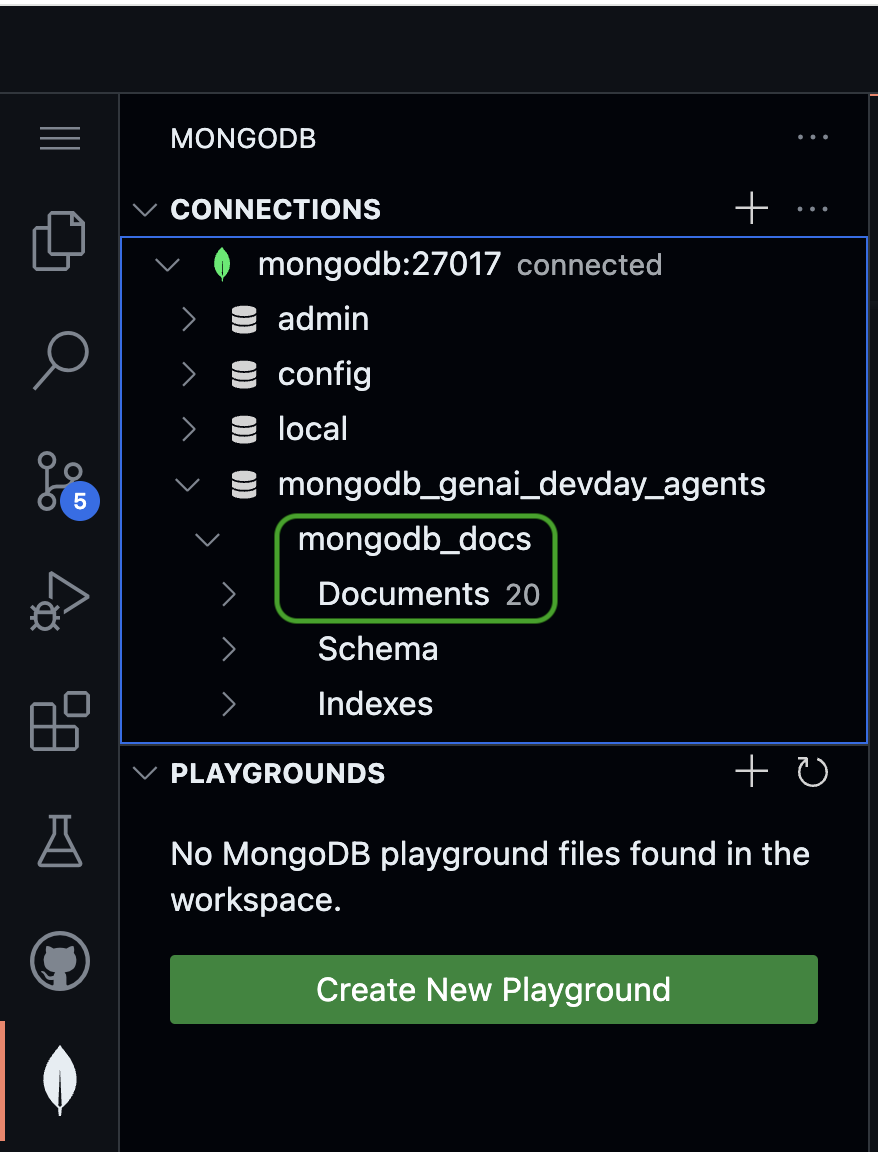 MONGODB
CONNECTIONS
mongodb:27017 connected
admin
config
local
mongodb_genai_devday_agents
mongodb_docs
Documents 20
Schema
Indexes
5
PLAYGROUNDS
No MongoDB playground files found in the
workspace.
Create New Playground